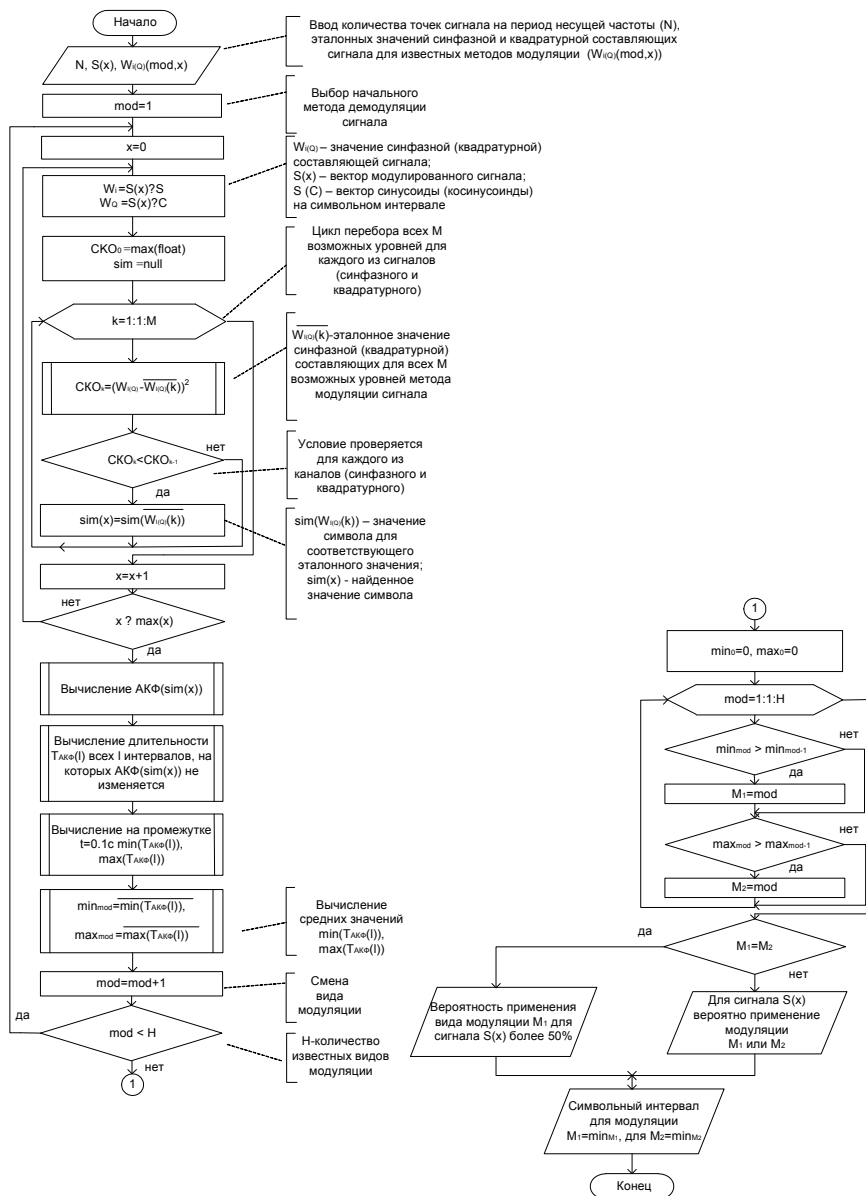 Начало
Ввод количества точек сигнала на период несущей частоты (N),
эталонных значений синфазной и квадратурной составляющих
сигнала для известных методов модуляции (WI(Q)(mod,x))
N, S(x), WI(Q)(mod,x)
mod=1
Выбор начального
метода демодуляции
сигнала
x=0
WI(Q) – значение синфазной (квадратурной)
составляющей сигнала;
S(x) – вектор модулированного сигнала;
S (C) – вектор синусоиды (косинусоинды)
на символьном интервале
WI =S(x)?S
WQ =S(x)?C
СКО0 =max(float)
sim =null
Цикл перебора всех М
возможных уровней для
каждого из сигналов
(синфазного и
квадратурного)
k=1:1:M
WI(Q)(k)-эталонное значение
синфазной (квадратурной)
составляющих для всех М
возможных уровней метода
модуляции сигнала
СКОk=(WI(Q)-WI(Q)(k))2
нет
СКОk<СКОk-1
да
Условие проверяется
для каждого из
каналов (синфазного и
квадратурного)
sim(x)=sim(WI(Q)(k))
sim(WI(Q)(k)) – значение
символа для
соответствующего
эталонного значения;
sim(x) - найденное
значение символа
x=x+1
нет
x ? max(x)
да
Вычисление АКФ(sim(x))
Вычисление длительности
TАКФ(l) всех l интервалов, на
которых АКФ(sim(x)) не
изменяется
Вычисление на промежутке
t=0.1с min(TАКФ(l)),
max(TАКФ(l))
minmod=min(TАКФ(l)),
maxmod=max(TАКФ(l))
Вычисление
средних значений
min(TАКФ(l)),
max(TАКФ(l))
mod=mod+1
Смена
вида
модуляции
да
mod < H
нет
Н-количество
известных видов
модуляции
1
1
min0=0, max0=0
mod=1:1:H
нет
minmod > minmod-1
да
M1=mod
нет
maxmod > maxmod-1
да
M2=mod
да
M1=M2
нет
Вероятность применения
вида модуляции M1 для
сигнала S(x) более 50%
Для сигнала S(x)
вероятно применение
модуляции
M1 или M2
Символьный интервал
для модуляции
M1=minM1, для M2=minM2
Конец